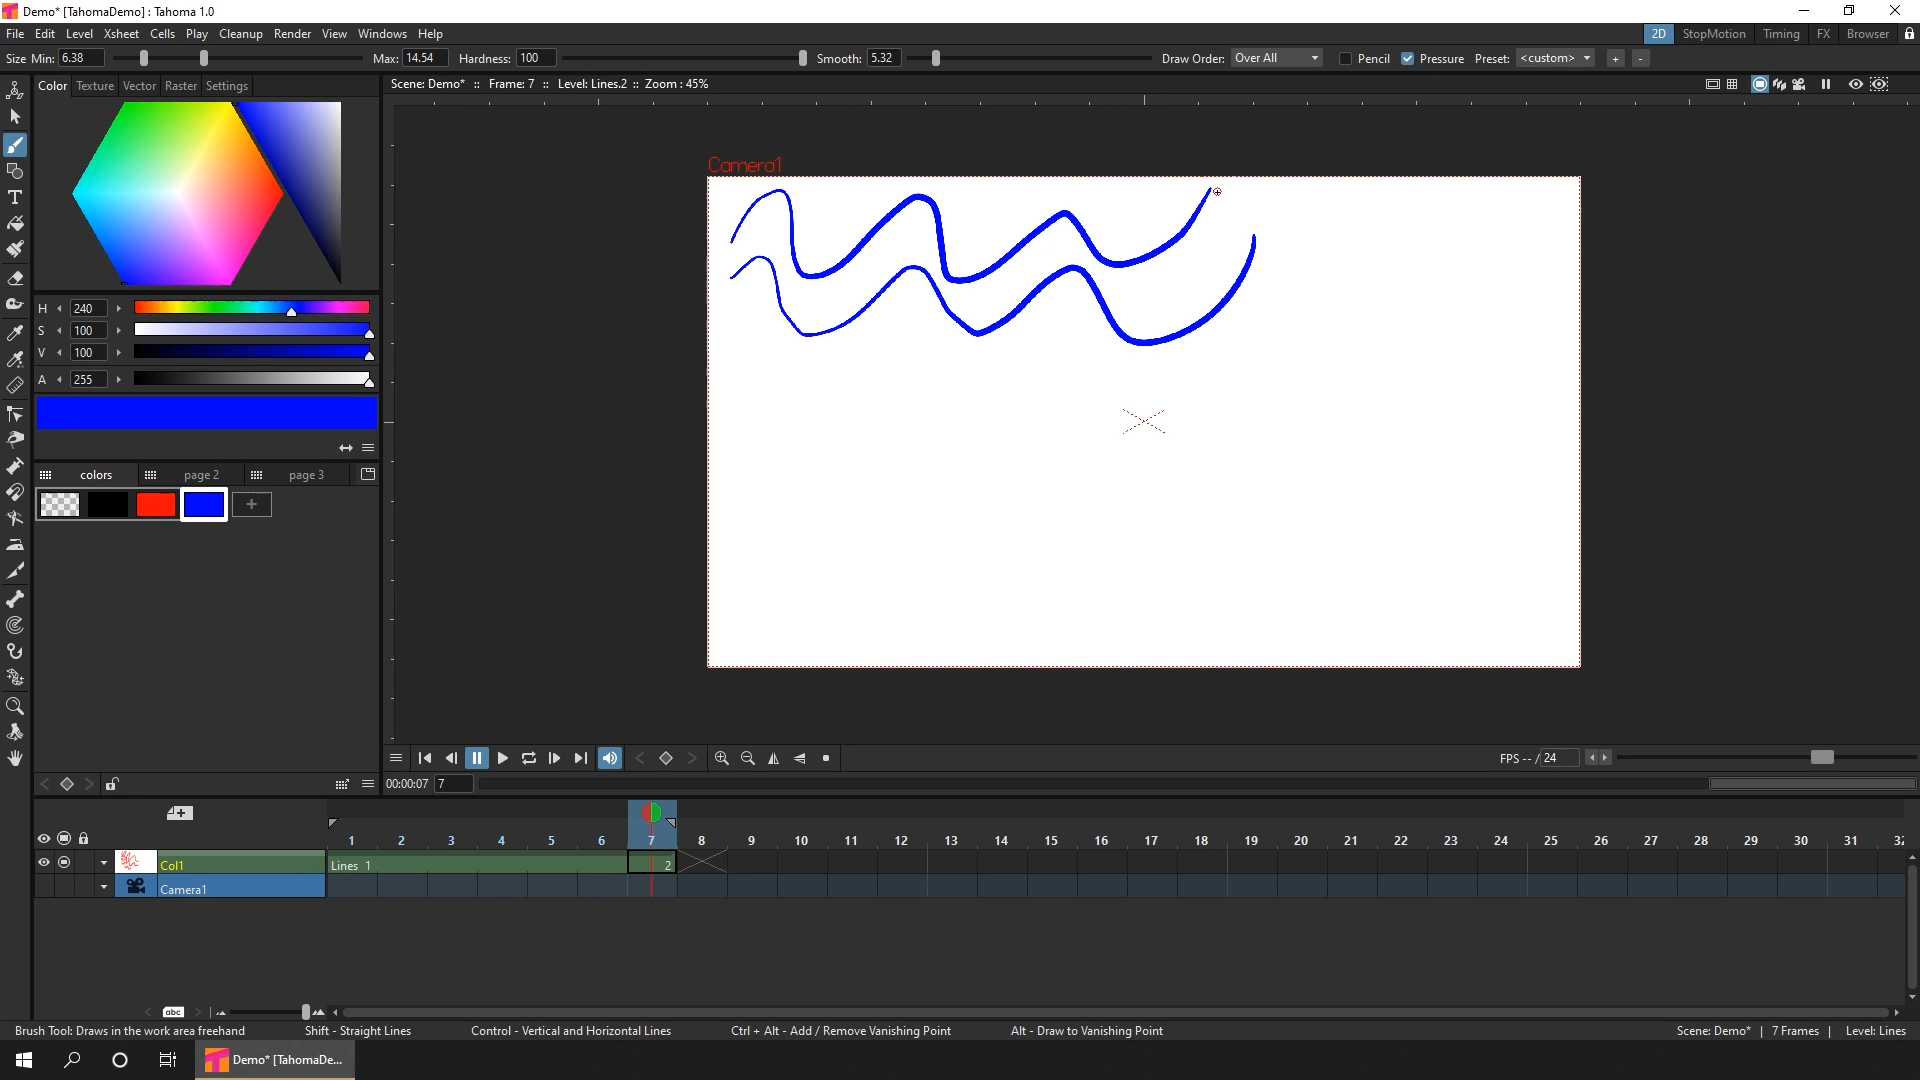 Demo* [TahomaDemo] : Tahoma 1.0
File Edit Level Xsheet Cells Play Cleanup Render View Windows Help
2D StopMotion Timing FX Browser
Size Min: 6.38 Max: 14.54 Hardness: 100 Smooth: 5.32 Draw Order: Over All Pencil Pressure Preset: <custom> + -
Color Texture Vector Raster Settings
Scene: Demo* :: Frame: 7 :: Level: Lines.2 :: Zoom : 45%
Camera1
H 240
S 100
V 100
A 255
colors page 2 page 3
+
FPS -- / 24
00:00:07 7
1 2 3 4 5 6 7 8 9 10 11 12 13 14 15 16 17 18 19 20 21 22 23 24 25 26 27 28 29 30 31
Col1 Lines 1 2
Camera1
abc
Brush Tool: Draws in the work area freehand Shift - Straight Lines Control - Vertical and Horizontal Lines Ctrl + Alt - Add / Remove Vanishing Point Alt - Draw to Vanishing Point Scene: Demo* | 7 Frames | Level: Lines
Demo* [TahomaDe...